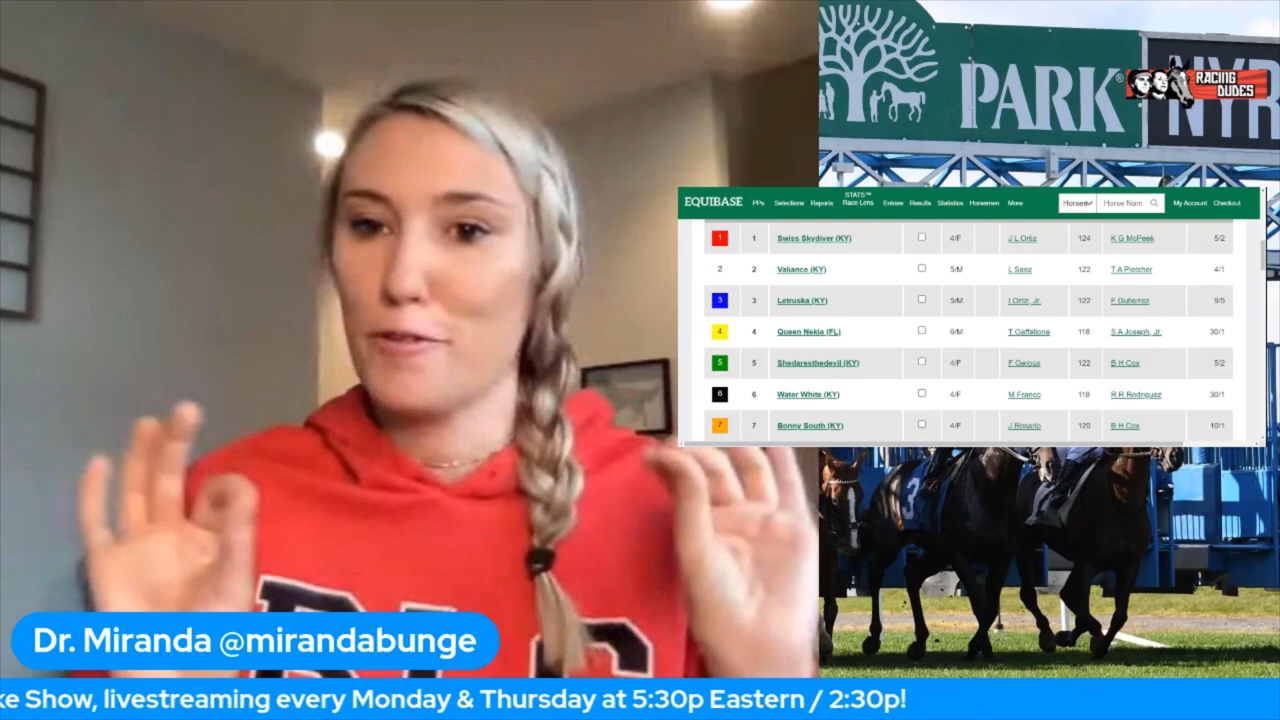 PARK®
NYR
RACING
DUDES
EQUIBASE PPs Selections Reports STATS™ Race Lens Entries Results Statistics Horsemen More Horses Horse Nam My Account Checkout
1 1 Swiss Skydiver (KY) 4/F J L Ortiz 124 K G McPeek 5/2
2 2 Valiance (KY) 5/M L Saez 122 T A Pletcher 4/1
3 3 Letruska (KY) 5/M I Ortiz, Jr. 122 F Gutierrez 9/5
4 4 Queen Nekia (FL) 6/M T Gaffalione 118 S A Joseph, Jr. 30/1
5 5 Shedaresthedevil (KY) 4/F F Geroux 122 B H Cox 5/2
6 6 Water White (KY) 4/F M Franco 118 R R Rodriguez 30/1
7 7 Bonny South (KY) 4/F J Rosario 120 B H Cox 10/1
3
Dr. Miranda @mirandabunge
ke Show, livestreaming every Monday & Thursday at 5:30p Eastern / 2:30p!